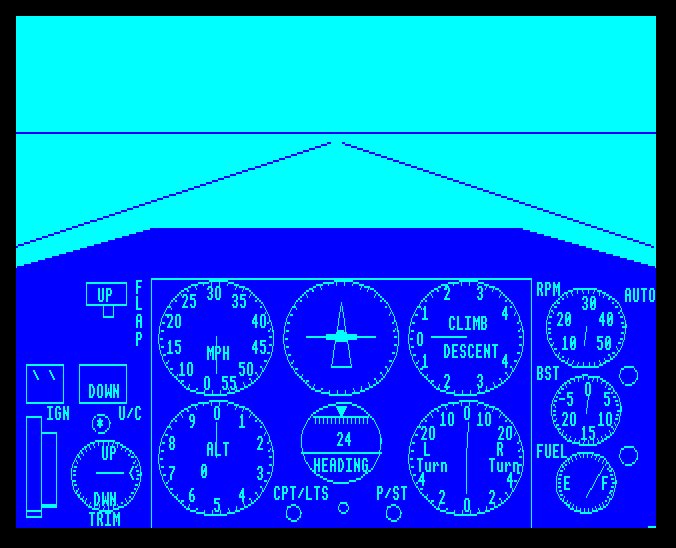 UP
FLAP
30
25 35
20 40
15 45
MPH
10
0 55
2 3
1 4
CLIMB
0
DESCENT
1 4
2 3
RPM
AUTO
30
20 40
10 50
DOWN
IGN U/C
*
BST
0
-5 5
20 10
15
0
9 1
8 2
ALT
7 0 3
6 4
5
24
HEADING
0
10 10
20 20
L R
Turn Turn
4 4
2 2
0
FUEL
E F
UP
DWN
TRIM
CPT/LTS P/ST